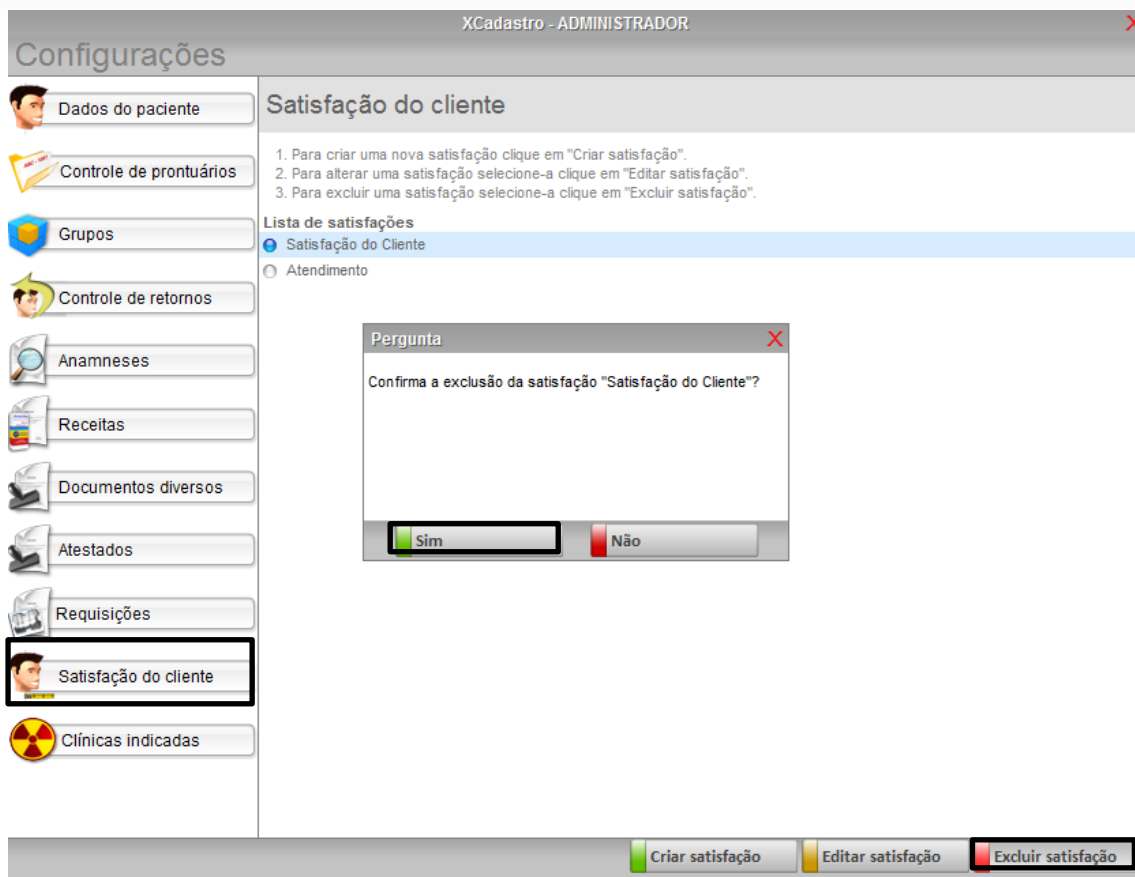 XCadastro - ADMINISTRADOR
X
Configurações
Dados do paciente
Controle de prontuários
Grupos
Controle de retornos
Anamneses
Receitas
Documentos diversos
Atestados
Requisições
Satisfação do cliente
Clínicas indicadas
Satisfação do cliente
1. Para criar uma nova satisfação clique em "Criar satisfação".
2. Para alterar uma satisfação selecione-a clique em "Editar satisfação".
3. Para excluir uma satisfação selecione-a clique em "Excluir satisfação".
Lista de satisfações
Satisfação do Cliente
Atendimento
Pergunta X
Confirma a exclusão da satisfação "Satisfação do Cliente"?
Sim Não
Criar satisfação Editar satisfação Excluir satisfação